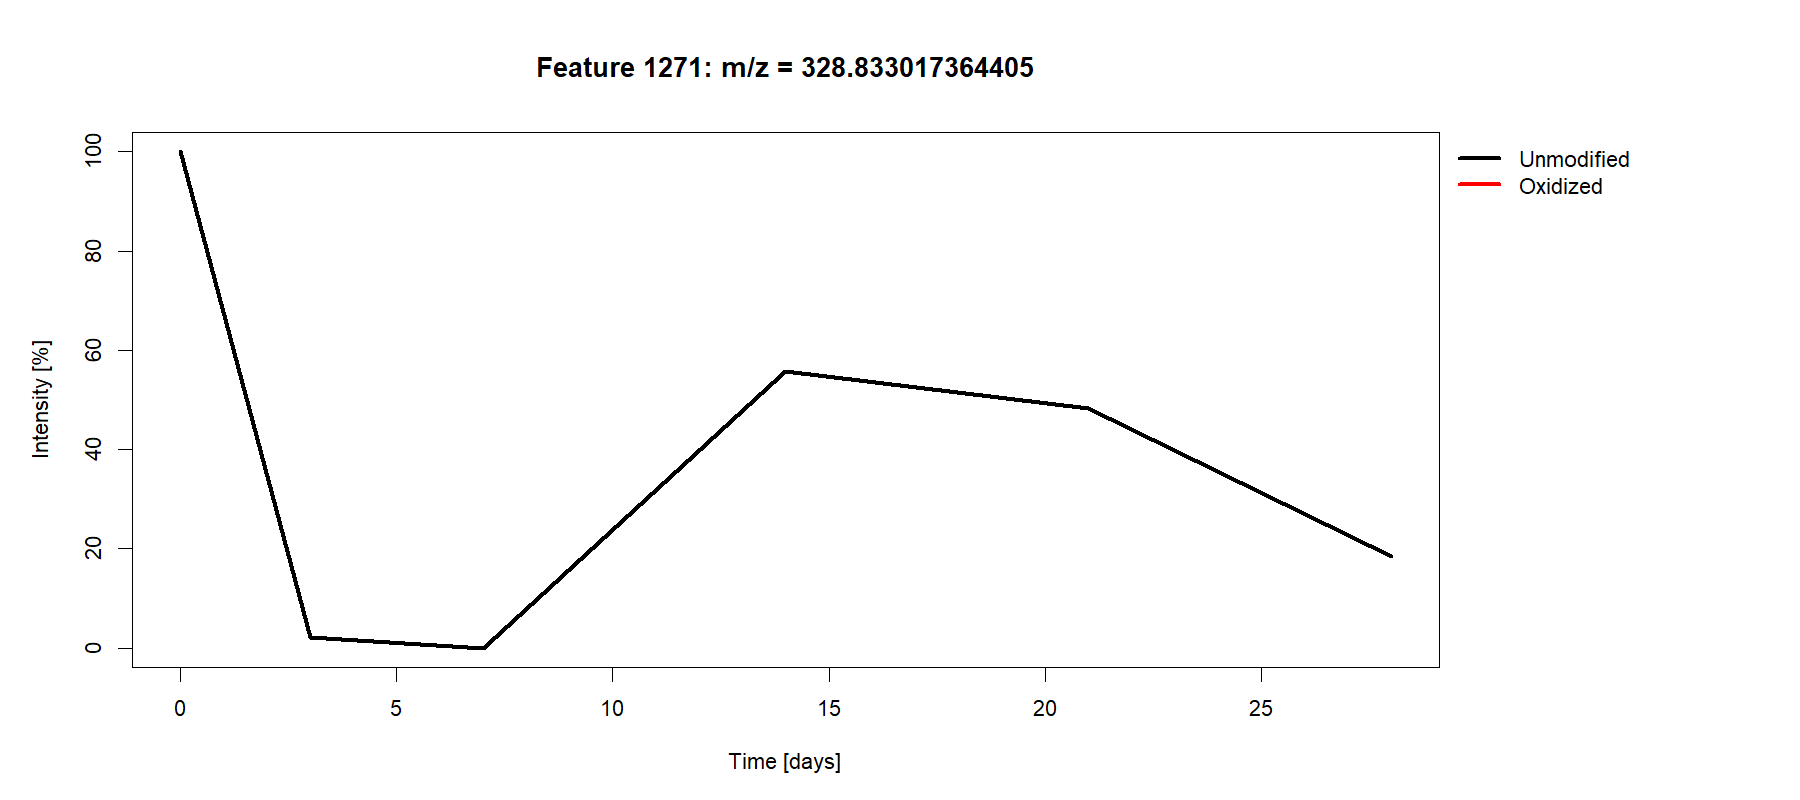 Feature 1271: m/z = 328.833017364405
Unmodified
Oxidized
Intensity [%]
100
80
60
40
20
0
0 5 10 15 20 25
Time [days]